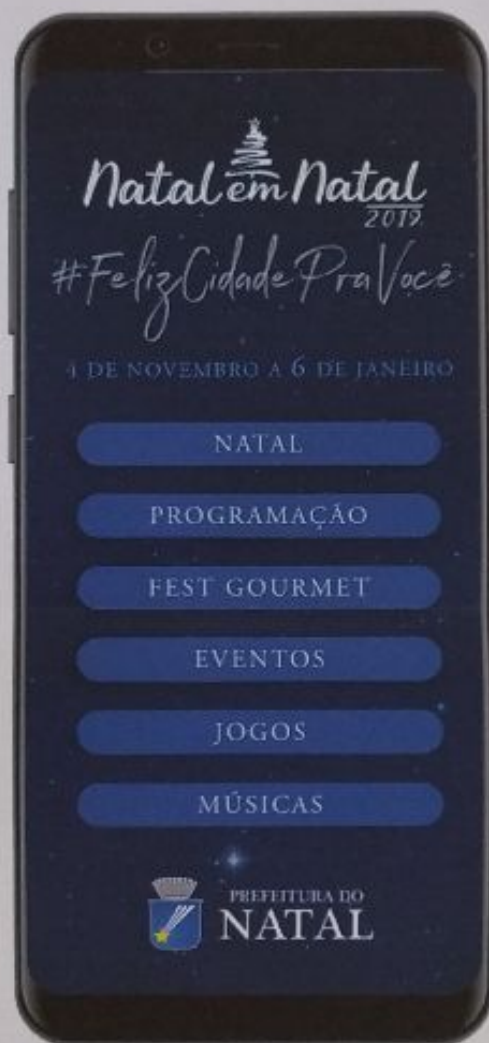 Natal em Natal
2019
#FelizCidadePraVocê
4 DE NOVEMBRO A 6 DE JANEIRO
NATAL
PROGRAMAÇÃO
FEST GOURMET
EVENTOS
JOGOS
MÚSICAS
PREFEITURA DO
NATAL